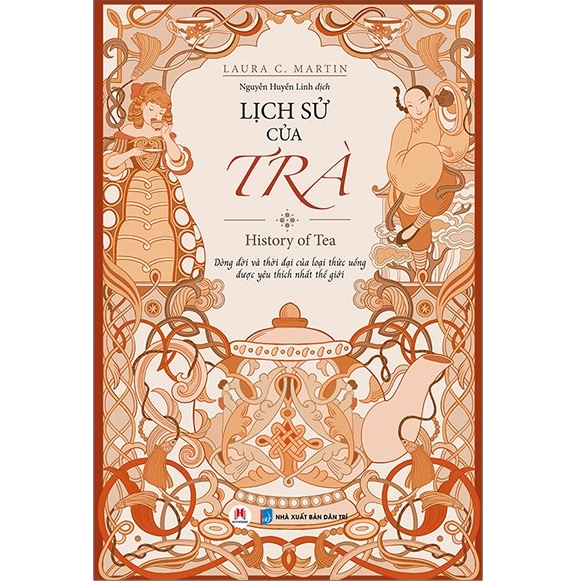 LAURA C. MARTIN
Nguyễn Huyền Linh dịch
LỊCH SỬ
CỦA
TRÀ
History of Tea
Dòng đời và thời đại của loại thức uống
được yêu thích nhất thế giới
HUYHOANG
NHÀ XUẤT BẢN DÂN TRÍ